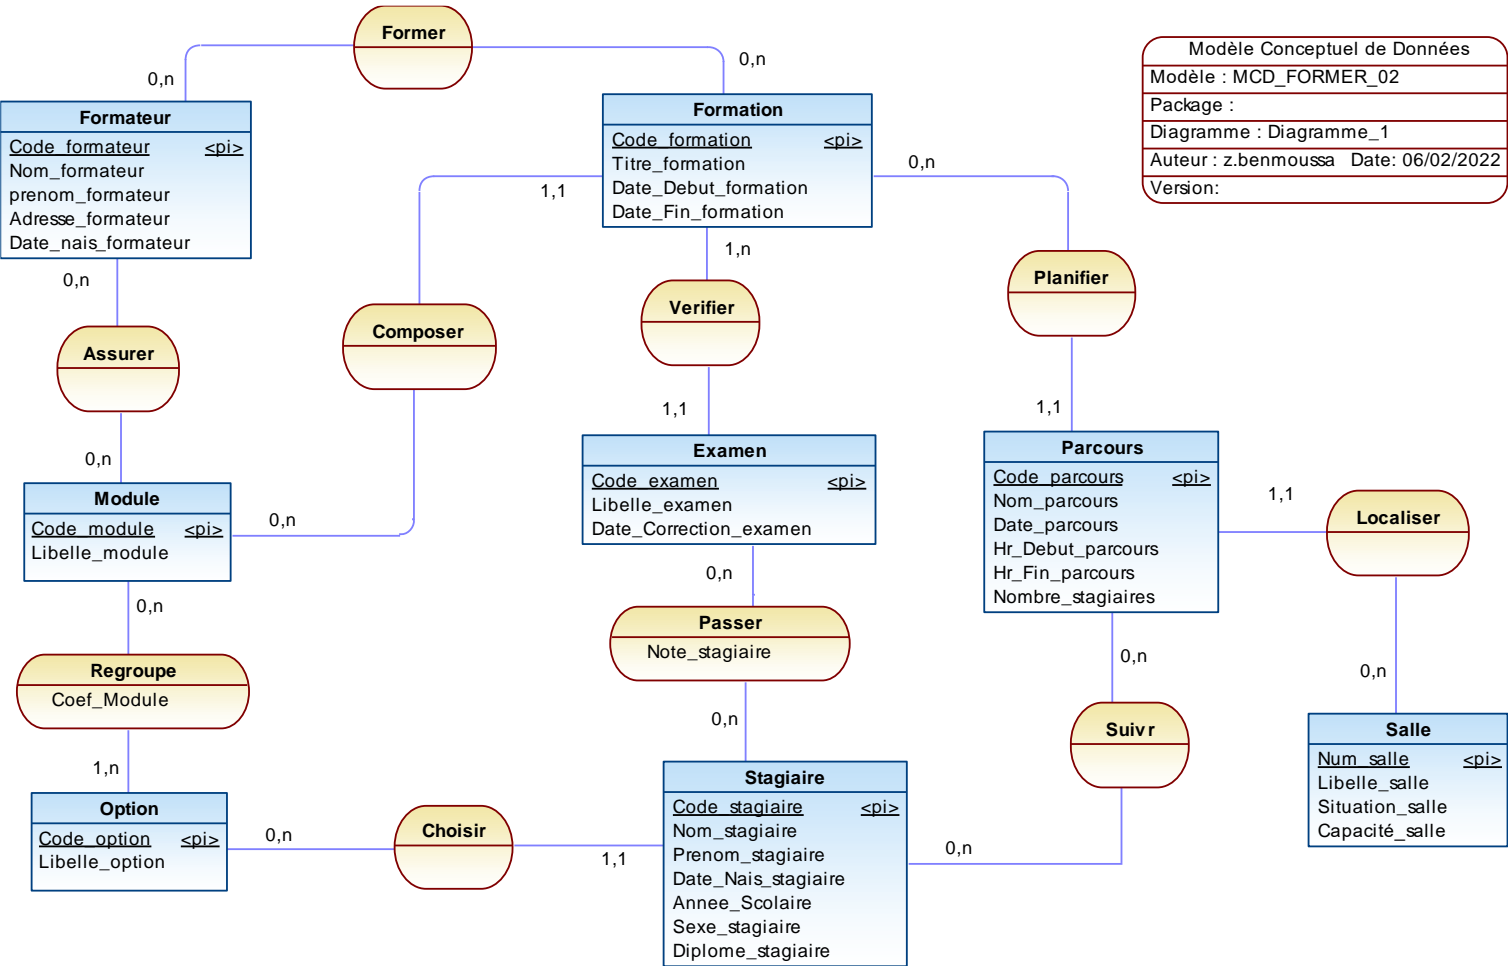 Former
0,n
0,n
Modèle Conceptuel de Données
Modèle : MCD_FORMER_02
Package :
Diagramme : Diagramme_1
Auteur : z.benmoussa   Date: 06/02/2022
Version:
Formateur
Code_formateur <pi>
Nom_formateur
prenom_formateur
Adresse_formateur
Date_nais_formateur
Formation
Code_formation <pi>
Titre_formation
Date_Debut_formation
Date_Fin_formation
0,n
1,1
0,n
1,n
Assurer
Composer
Verifier
Planifier
0,n
0,n
1,1
1,1
Module
Code_module <pi>
Libelle_module
Examen
Code_examen <pi>
Libelle_examen
Date_Correction_examen
Parcours
Code_parcours <pi>
Nom_parcours
Date_parcours
Hr_Debut_parcours
Hr_Fin_parcours
Nombre_stagiaires
1,1
Localiser
0,n
0,n
0,n
0,n
Regroupe
Coef_Module
Passer
Note_stagiaire
Suivr
1,n
0,n
Option
Code_option <pi>
Libelle_option
0,n
Choisir
1,1
Stagiaire
Code_stagiaire <pi>
Nom_stagiaire
Prenom_stagiaire
Date_Nais_stagiaire
Annee_Scolaire
Sexe_stagiaire
Diplome_stagiaire
0,n
Salle
Num_salle <pi>
Libelle_salle
Situation_salle
Capacité_salle